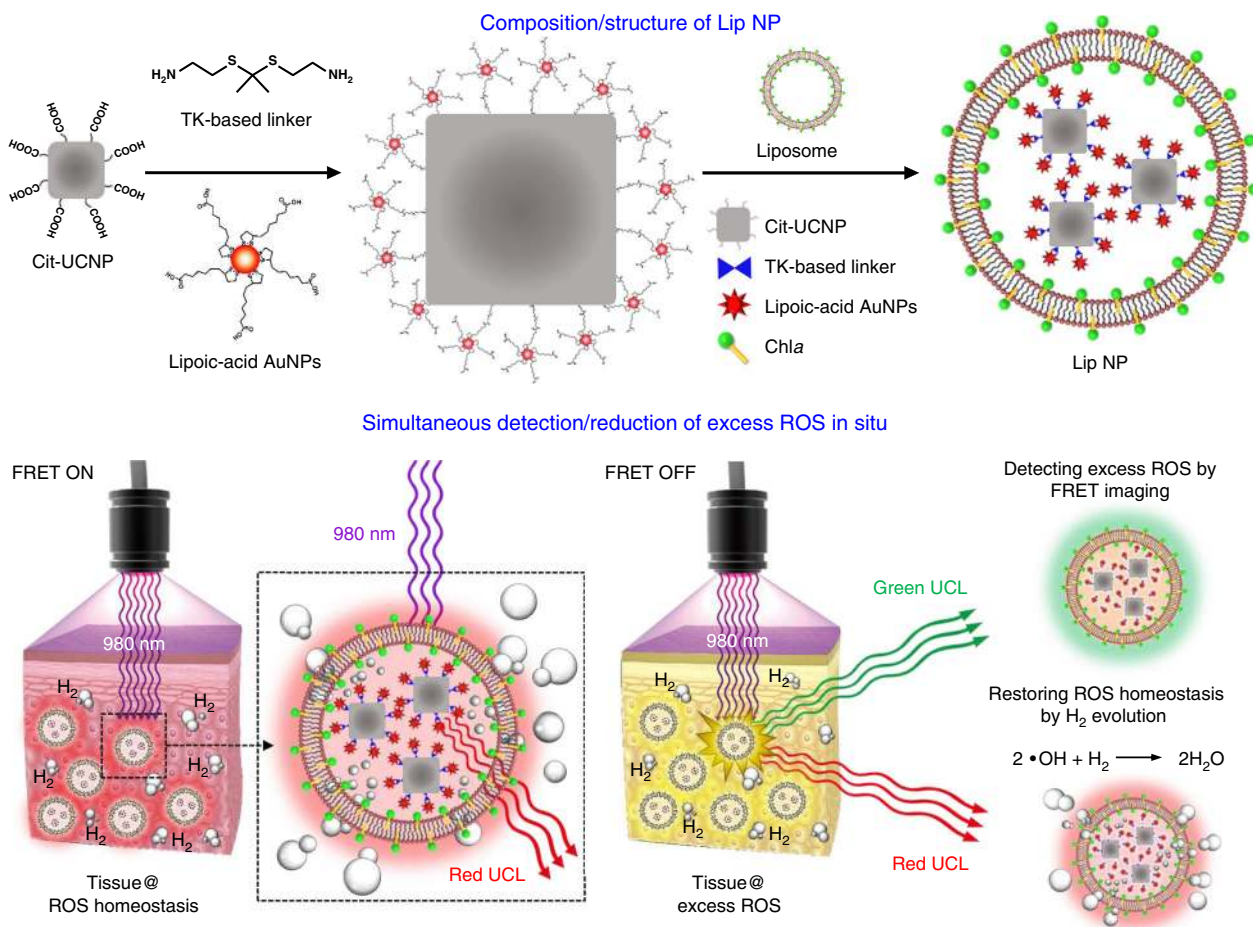 Composition/structure of Lip NP
H₂N
S
S
NH₂
TK-based linker
COOH
COOH
COOH
COOH
COOH
COOH
COOH
COOH
Cit-UCNP
Lipoic-acid AuNPs
Liposome
Cit-UCNP
TK-based linker
Lipoic-acid AuNPs
Chla
Lip NP
Simultaneous detection/reduction of excess ROS in situ
FRET ON
980 nm
H₂
H₂
H₂
H₂
H₂
H₂
Tissue@
ROS homeostasis
980 nm
Red UCL
FRET OFF
980 nm
H₂
H₂
H₂
H₂
H₂
H₂
Tissue@
excess ROS
Green UCL
Red UCL
Detecting excess ROS by
FRET imaging
Restoring ROS homeostasis
by H₂ evolution
2 •OH + H₂ ⟶ 2H₂O